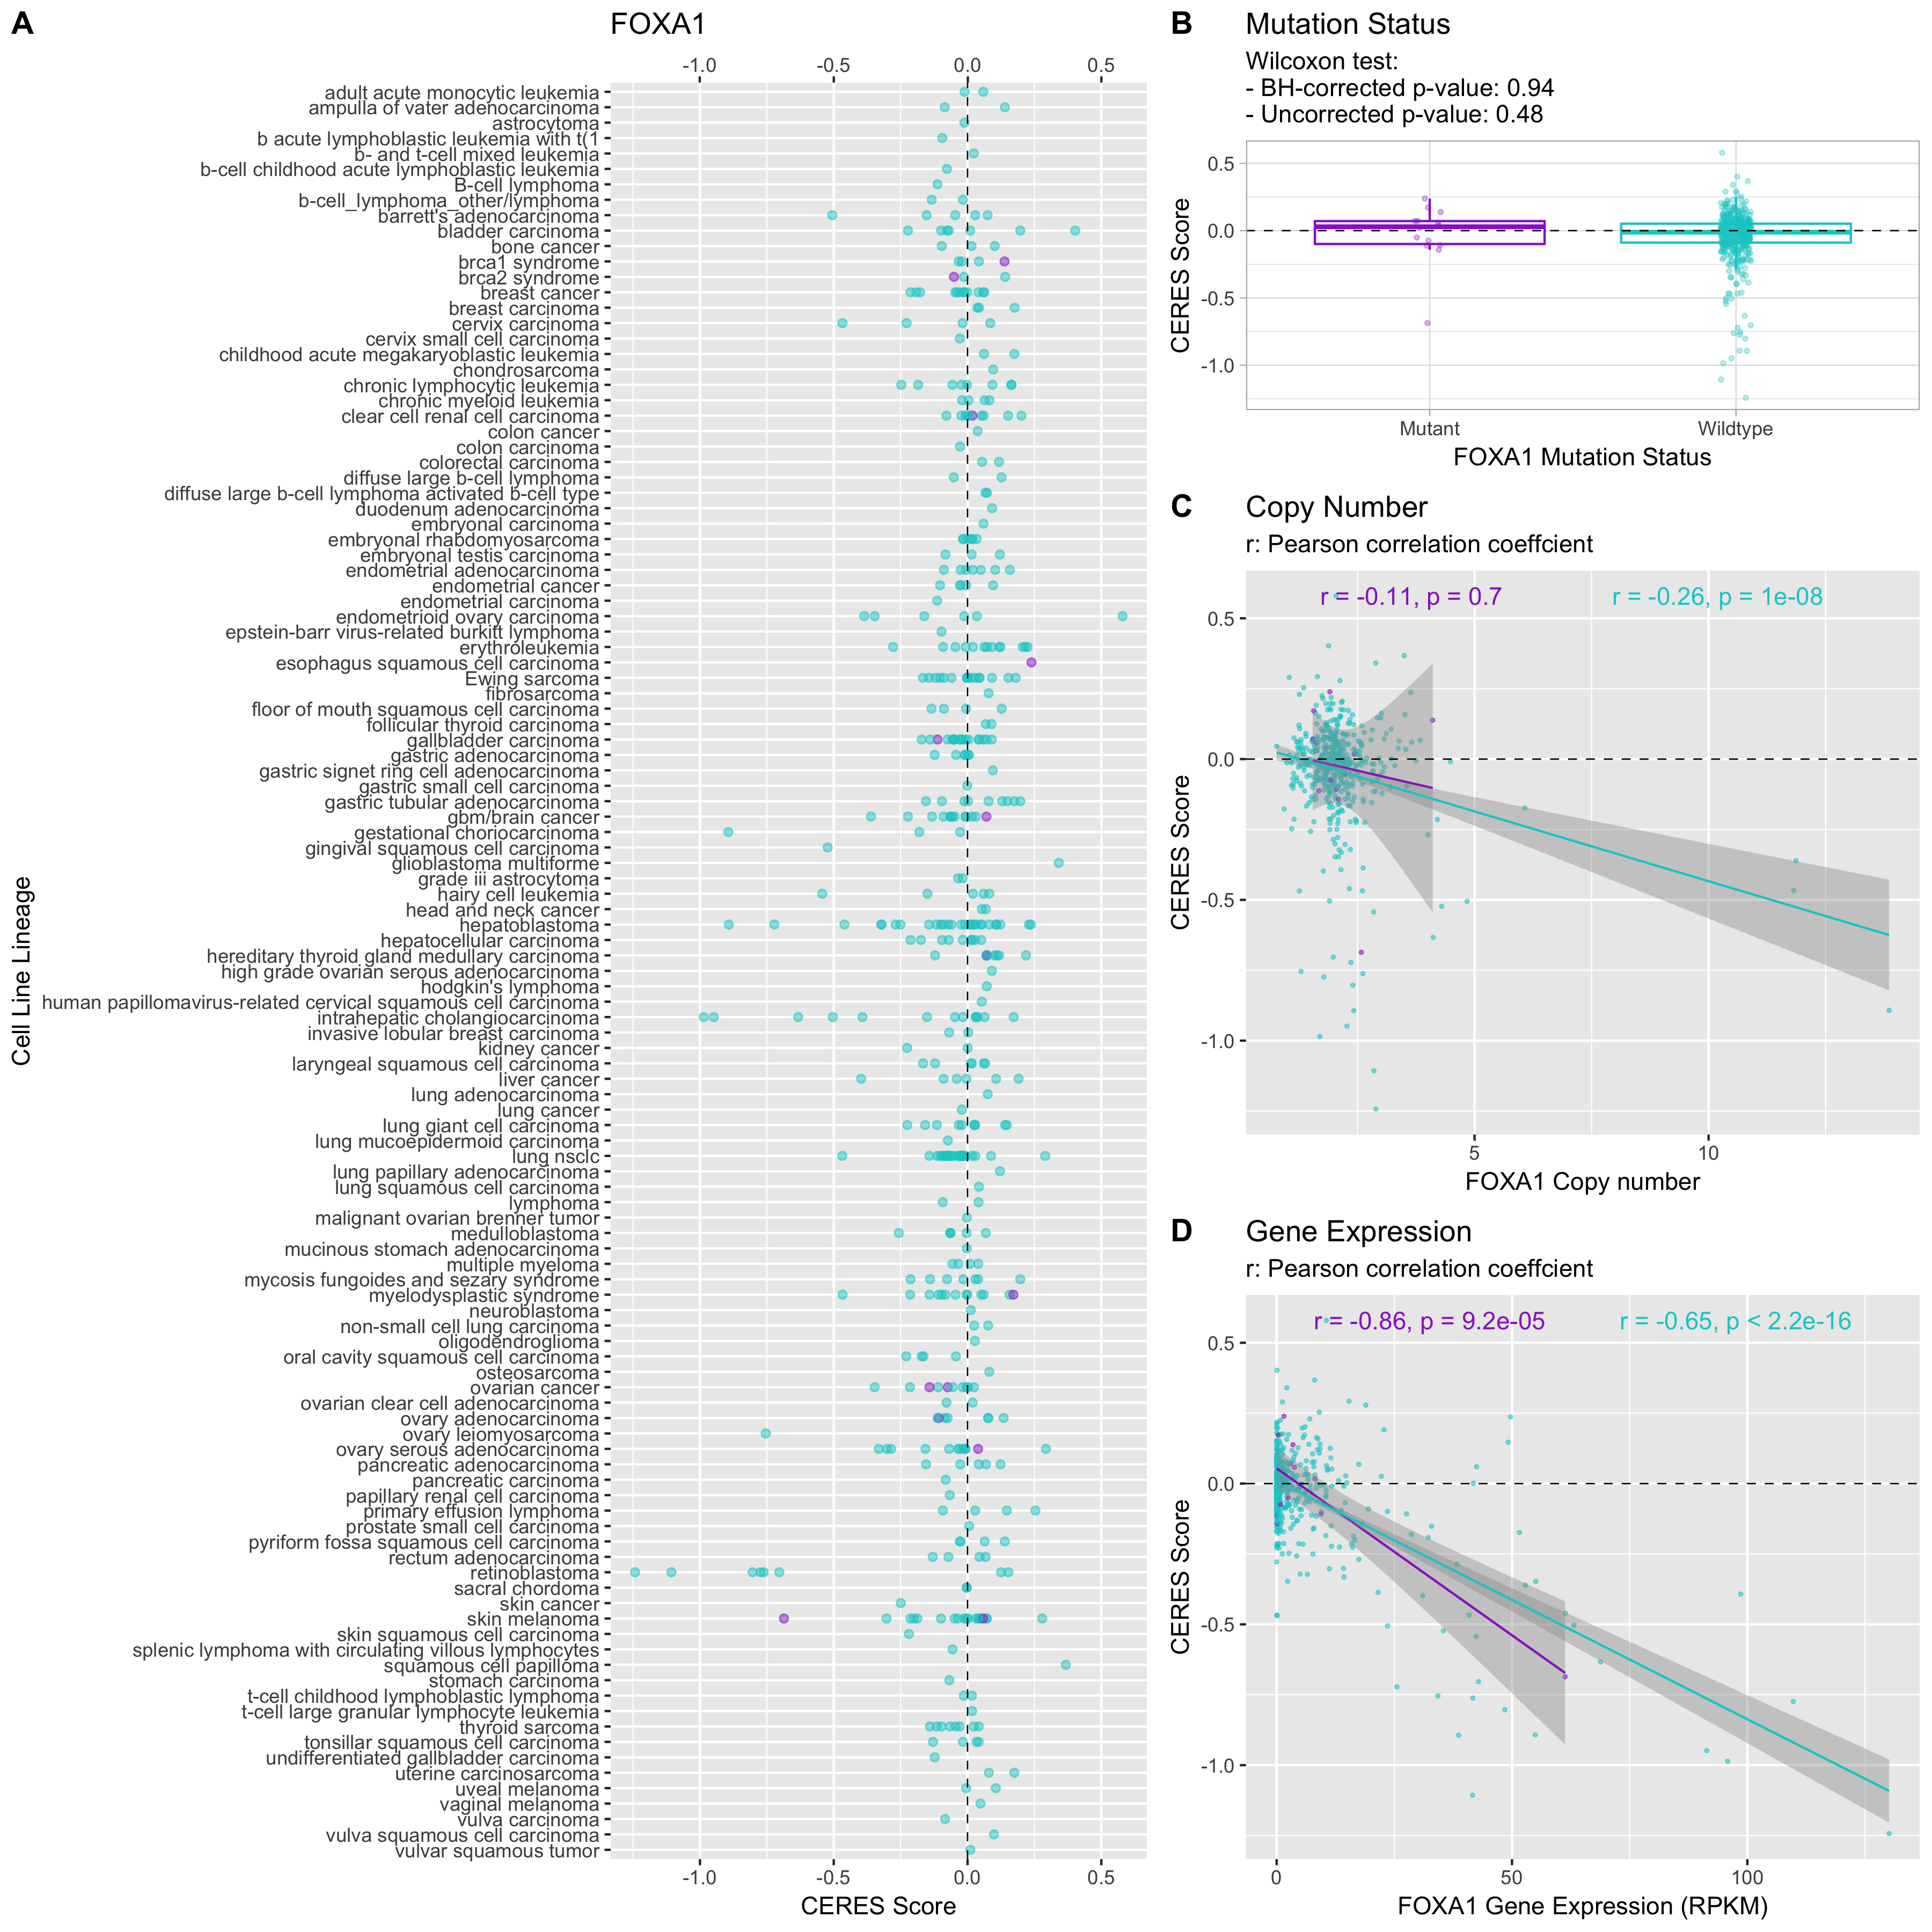 A
FOXA1
-1.0 -0.5 0.0 0.5
Cell Line Lineage
adult acute monocytic leukemia
ampulla of vater adenocarcinoma
astrocytoma
b acute lymphoblastic leukemia with t(1
b- and t-cell mixed leukemia
b-cell childhood acute lymphoblastic leukemia
B-cell lymphoma
b-cell_lymphoma_other/lymphoma
barrett's adenocarcinoma
bladder carcinoma
bone cancer
brca1 syndrome
brca2 syndrome
breast cancer
breast carcinoma
cervix carcinoma
cervix small cell carcinoma
childhood acute megakaryoblastic leukemia
chondrosarcoma
chronic lymphocytic leukemia
chronic myeloid leukemia
clear cell renal cell carcinoma
colon cancer
colon carcinoma
colorectal carcinoma
diffuse large b-cell lymphoma
diffuse large b-cell lymphoma activated b-cell type
duodenum adenocarcinoma
embryonal carcinoma
embryonal rhabdomyosarcoma
embryonal testis carcinoma
endometrial adenocarcinoma
endometrial cancer
endometrial carcinoma
endometrioid ovary carcinoma
epstein-barr virus-related burkitt lymphoma
erythroleukemia
esophagus squamous cell carcinoma
Ewing sarcoma
fibrosarcoma
floor of mouth squamous cell carcinoma
follicular thyroid carcinoma
gallbladder carcinoma
gastric adenocarcinoma
gastric signet ring cell adenocarcinoma
gastric small cell carcinoma
gastric tubular adenocarcinoma
gbm/brain cancer
gestational choriocarcinoma
gingival squamous cell carcinoma
glioblastoma multiforme
grade iii astrocytoma
hairy cell leukemia
head and neck cancer
hepatoblastoma
hepatocellular carcinoma
hereditary thyroid gland medullary carcinoma
high grade ovarian serous adenocarcinoma
hodgkin's lymphoma
human papillomavirus-related cervical squamous cell carcinoma
intrahepatic cholangiocarcinoma
invasive lobular breast carcinoma
kidney cancer
laryngeal squamous cell carcinoma
liver cancer
lung adenocarcinoma
lung cancer
lung giant cell carcinoma
lung mucoepidermoid carcinoma
lung nsclc
lung papillary adenocarcinoma
lung squamous cell carcinoma
lymphoma
malignant ovarian brenner tumor
medulloblastoma
mucinous stomach adenocarcinoma
multiple myeloma
mycosis fungoides and sezary syndrome
myelodysplastic syndrome
neuroblastoma
non-small cell lung carcinoma
oligodendroglioma
oral cavity squamous cell carcinoma
osteosarcoma
ovarian cancer
ovarian clear cell adenocarcinoma
ovary adenocarcinoma
ovary leiomyosarcoma
ovary serous adenocarcinoma
pancreatic adenocarcinoma
pancreatic carcinoma
papillary renal cell carcinoma
primary effusion lymphoma
prostate small cell carcinoma
pyriform fossa squamous cell carcinoma
rectum adenocarcinoma
retinoblastoma
sacral chordoma
skin cancer
skin melanoma
skin squamous cell carcinoma
splenic lymphoma with circulating villous lymphocytes
squamous cell papilloma
stomach carcinoma
t-cell childhood lymphoblastic lymphoma
t-cell large granular lymphocyte leukemia
thyroid sarcoma
tonsillar squamous cell carcinoma
undifferentiated gallbladder carcinoma
uterine carcinosarcoma
uveal melanoma
vaginal melanoma
vulva carcinoma
vulva squamous cell carcinoma
vulvar squamous tumor
-1.0 -0.5 0.0 0.5
CERES Score
B
Mutation Status
Wilcoxon test:
- BH-corrected p-value: 0.94
- Uncorrected p-value: 0.48
CERES Score
0.5
0.0
-0.5
-1.0
Mutant Wildtype
FOXA1 Mutation Status
C
Copy Number
r: Pearson correlation coeffcient
r = -0.11, p = 0.7 r = -0.26, p = 1e-08
CERES Score
0.5
0.0
-0.5
-1.0
5 10
FOXA1 Copy number
D
Gene Expression
r: Pearson correlation coeffcient
r = -0.86, p = 9.2e-05 r = -0.65, p < 2.2e-16
CERES Score
0.5
0.0
-0.5
-1.0
0 50 100
FOXA1 Gene Expression (RPKM)